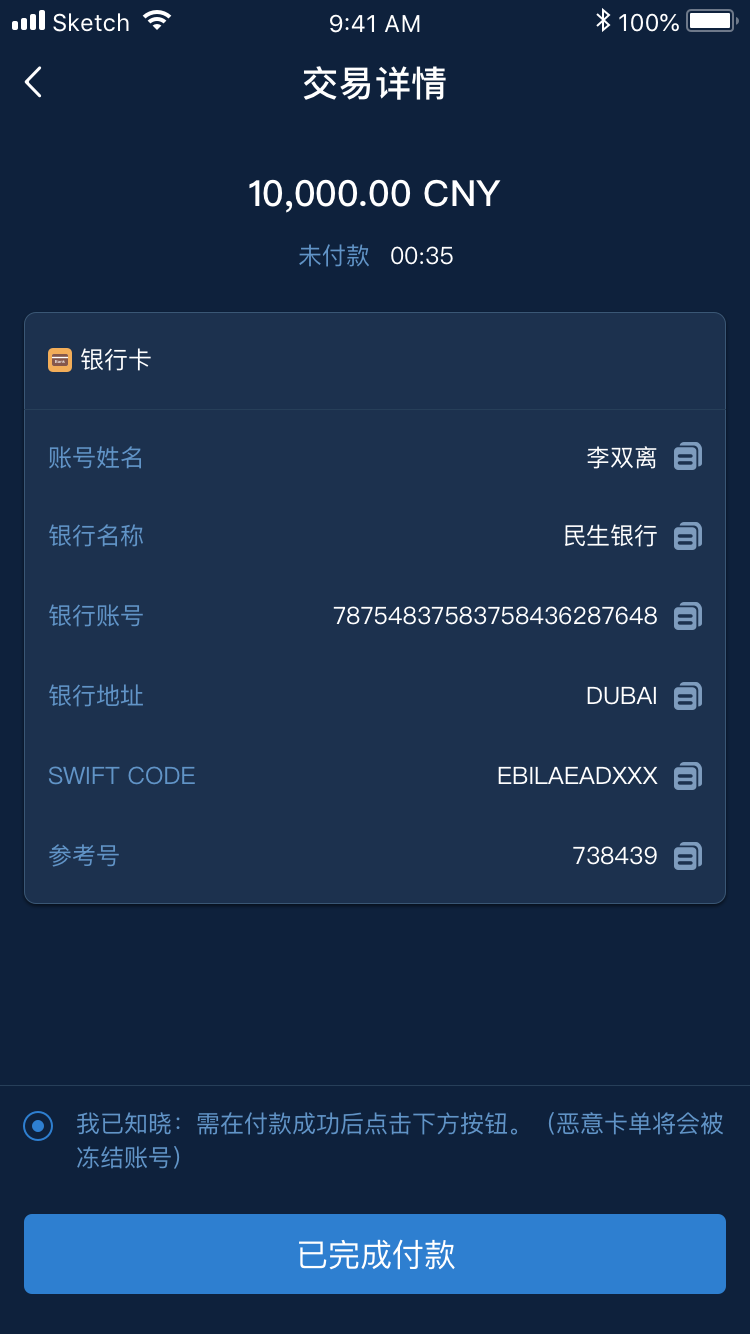 Sketch 9:41 AM 100%
交易详情
10,000.00 CNY
未付款 00:35
银行卡
账号姓名 李双离
银行名称 民生银行
银行账号 78754837583758436287648
银行地址 DUBAI
SWIFT CODE EBILAEADXXX
参考号 738439
我已知晓：需在付款成功后点击下方按钮。（恶意卡单将会被
冻结账号）
已完成付款